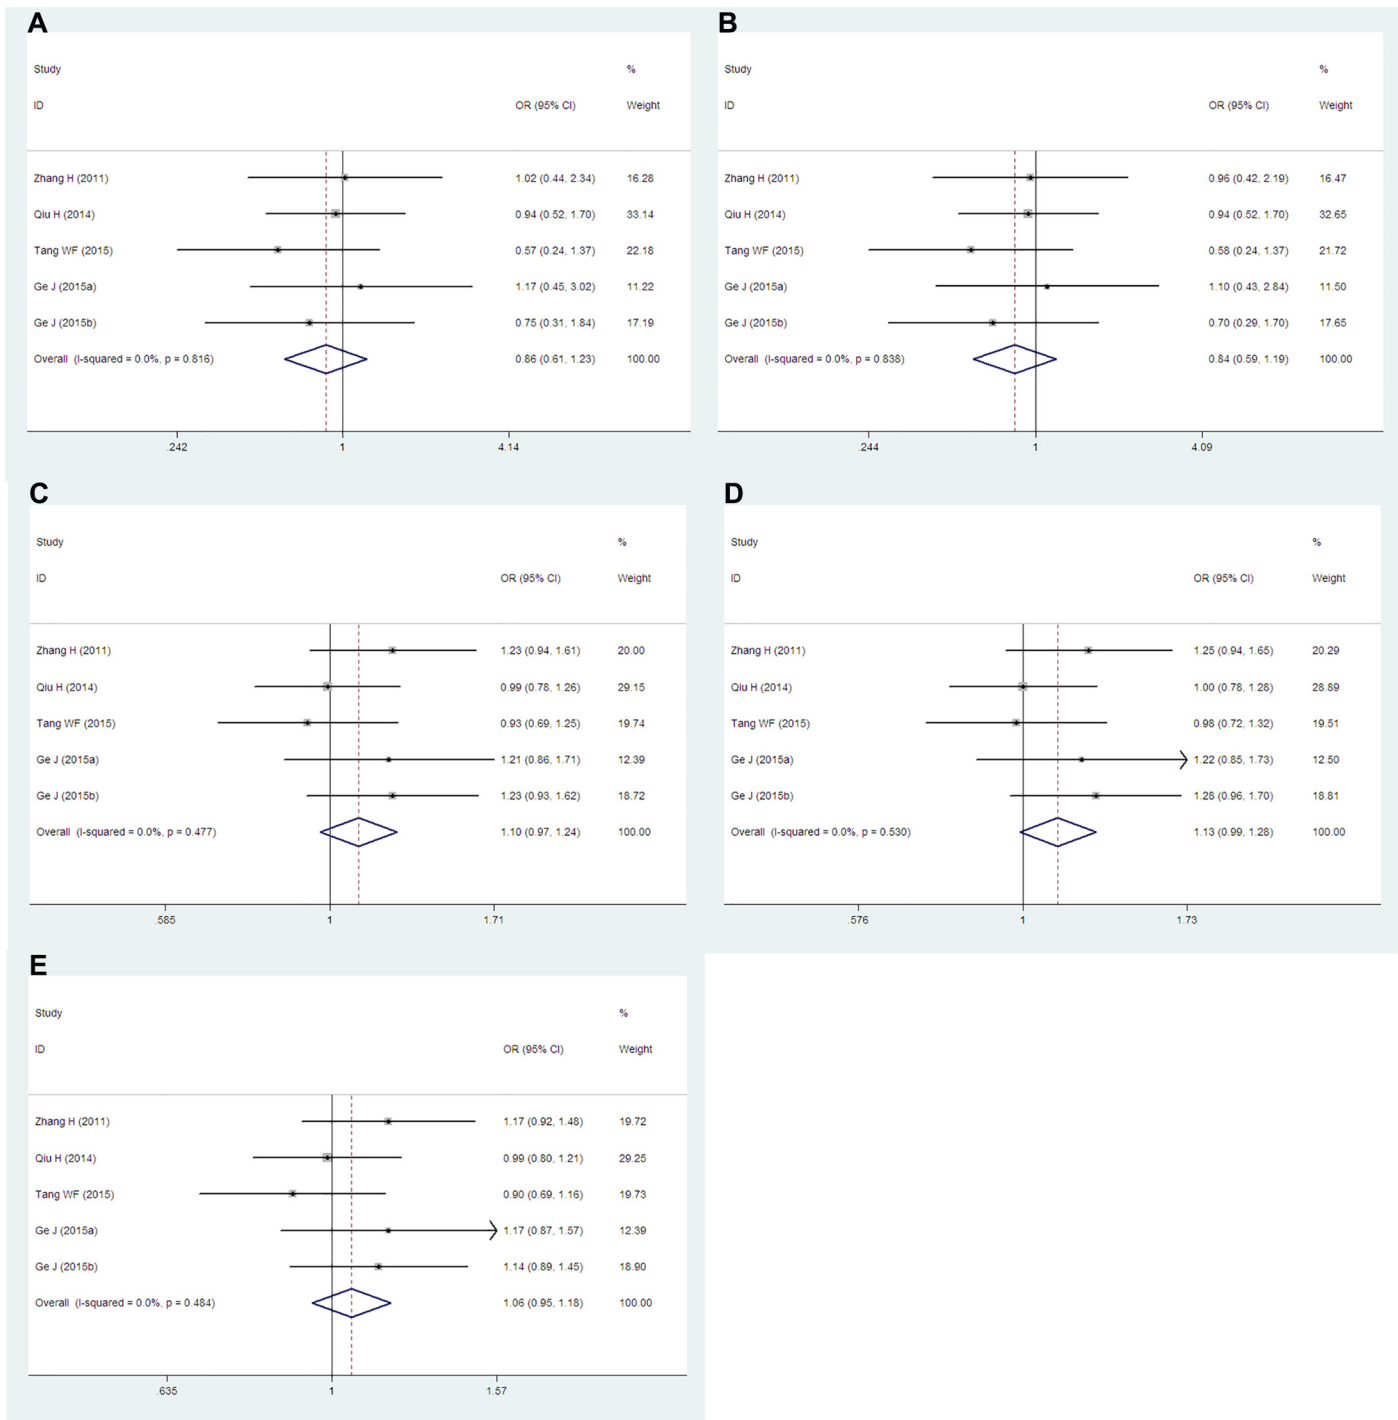 A
Study %
ID OR (95% CI) Weight
Zhang H (2011) 1.02 (0.44, 2.34) 16.28
Qiu H (2014) 0.94 (0.52, 1.70) 33.14
Tang WF (2015) 0.57 (0.24, 1.37) 22.18
Ge J (2015a) 1.17 (0.45, 3.02) 11.22
Ge J (2015b) 0.75 (0.31, 1.84) 17.19
Overall (I-squared = 0.0%, p = 0.816) 0.86 (0.61, 1.23) 100.00
.242 1 4.14
B
Study %
ID OR (95% CI) Weight
Zhang H (2011) 0.96 (0.42, 2.19) 16.47
Qiu H (2014) 0.94 (0.52, 1.70) 32.65
Tang WF (2015) 0.58 (0.24, 1.37) 21.72
Ge J (2015a) 1.10 (0.43, 2.84) 11.50
Ge J (2015b) 0.70 (0.29, 1.70) 17.65
Overall (I-squared = 0.0%, p = 0.838) 0.84 (0.59, 1.19) 100.00
.244 1 4.09
C
Study %
ID OR (95% CI) Weight
Zhang H (2011) 1.23 (0.94, 1.61) 20.00
Qiu H (2014) 0.99 (0.78, 1.26) 29.15
Tang WF (2015) 0.93 (0.69, 1.25) 19.74
Ge J (2015a) 1.21 (0.86, 1.71) 12.39
Ge J (2015b) 1.23 (0.93, 1.62) 18.72
Overall (I-squared = 0.0%, p = 0.477) 1.10 (0.97, 1.24) 100.00
.585 1 1.71
D
Study %
ID OR (95% CI) Weight
Zhang H (2011) 1.25 (0.94, 1.65) 20.29
Qiu H (2014) 1.00 (0.78, 1.28) 28.89
Tang WF (2015) 0.98 (0.72, 1.32) 19.51
Ge J (2015a) 1.22 (0.85, 1.73) 12.50
Ge J (2015b) 1.28 (0.96, 1.70) 18.81
Overall (I-squared = 0.0%, p = 0.530) 1.13 (0.99, 1.28) 100.00
.576 1 1.73
E
Study %
ID OR (95% CI) Weight
Zhang H (2011) 1.17 (0.92, 1.48) 19.72
Qiu H (2014) 0.99 (0.80, 1.21) 29.25
Tang WF (2015) 0.90 (0.69, 1.16) 19.73
Ge J (2015a) 1.17 (0.87, 1.57) 12.39
Ge J (2015b) 1.14 (0.89, 1.45) 18.90
Overall (I-squared = 0.0%, p = 0.484) 1.06 (0.95, 1.18) 100.00
.635 1 1.57